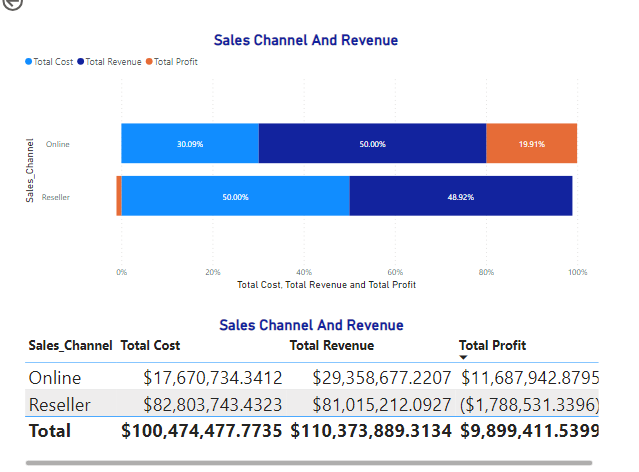 Sales Channel And Revenue
Total Cost Total Revenue Total Profit
Sales_Channel
Online 30.09% 50.00% 19.91%
Reseller 50.00% 48.92%
0% 20% 40% 60% 80% 100%
Total Cost, Total Revenue and Total Profit
Sales Channel And Revenue
Sales_Channel Total Cost Total Revenue Total Profit
Online $17,670,734.3412 $29,358,677.2207 $11,687,942.8795
Reseller $82,803,743.4323 $81,015,212.0927 ($1,788,531.3396)
Total $100,474,477.7735 $110,373,889.3134 $9,899,411.5399